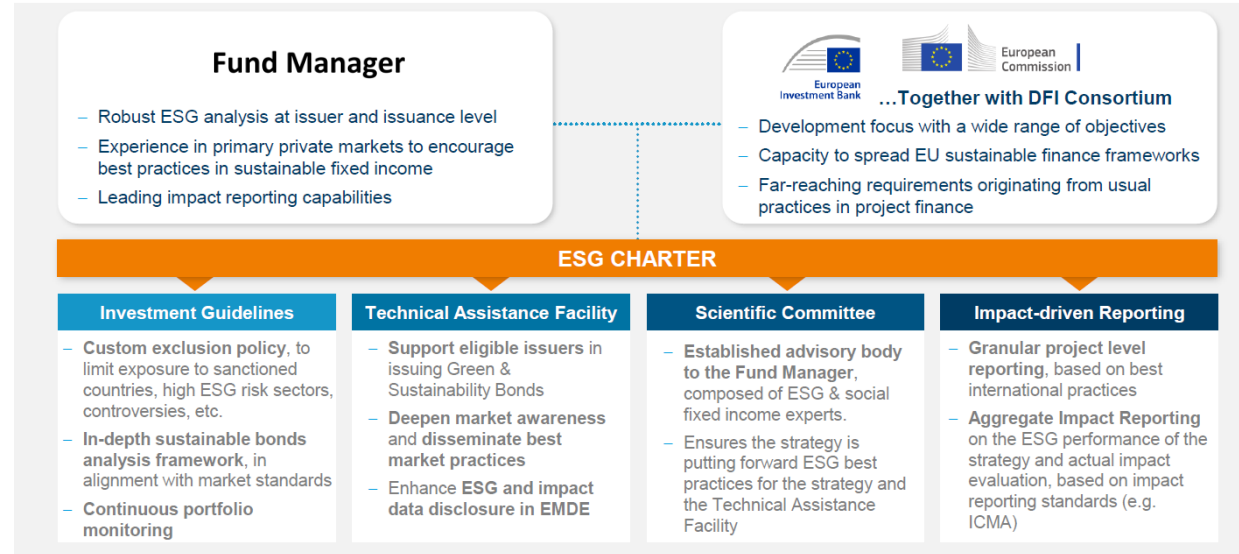 Fund Manager
– Robust ESG analysis at issuer and issuance level
– Experience in primary private markets to encourage
best practices in sustainable fixed income
– Leading impact reporting capabilities
European
Investment Bank
European
Commission
...Together with DFI Consortium
– Development focus with a wide range of objectives
– Capacity to spread EU sustainable finance frameworks
– Far-reaching requirements originating from usual
practices in project finance
ESG CHARTER
Investment Guidelines
– Custom exclusion policy, to
limit exposure to sanctioned
countries, high ESG risk sectors,
controversies, etc.
– In-depth sustainable bonds
analysis framework, in
alignment with market standards
– Continuous portfolio
monitoring
Technical Assistance Facility
– Support eligible issuers in
issuing Green &
Sustainability Bonds
– Deepen market awareness
and disseminate best
market practices
– Enhance ESG and impact
data disclosure in EMDE
Scientific Committee
– Established advisory body
to the Fund Manager,
composed of ESG & social
fixed income experts.
– Ensures the strategy is
putting forward ESG best
practices for the strategy and
the Technical Assistance
Facility
Impact-driven Reporting
– Granular project level
reporting, based on best
international practices
– Aggregate Impact Reporting
on the ESG performance of the
strategy and actual impact
evaluation, based on impact
reporting standards (e.g.
ICMA)